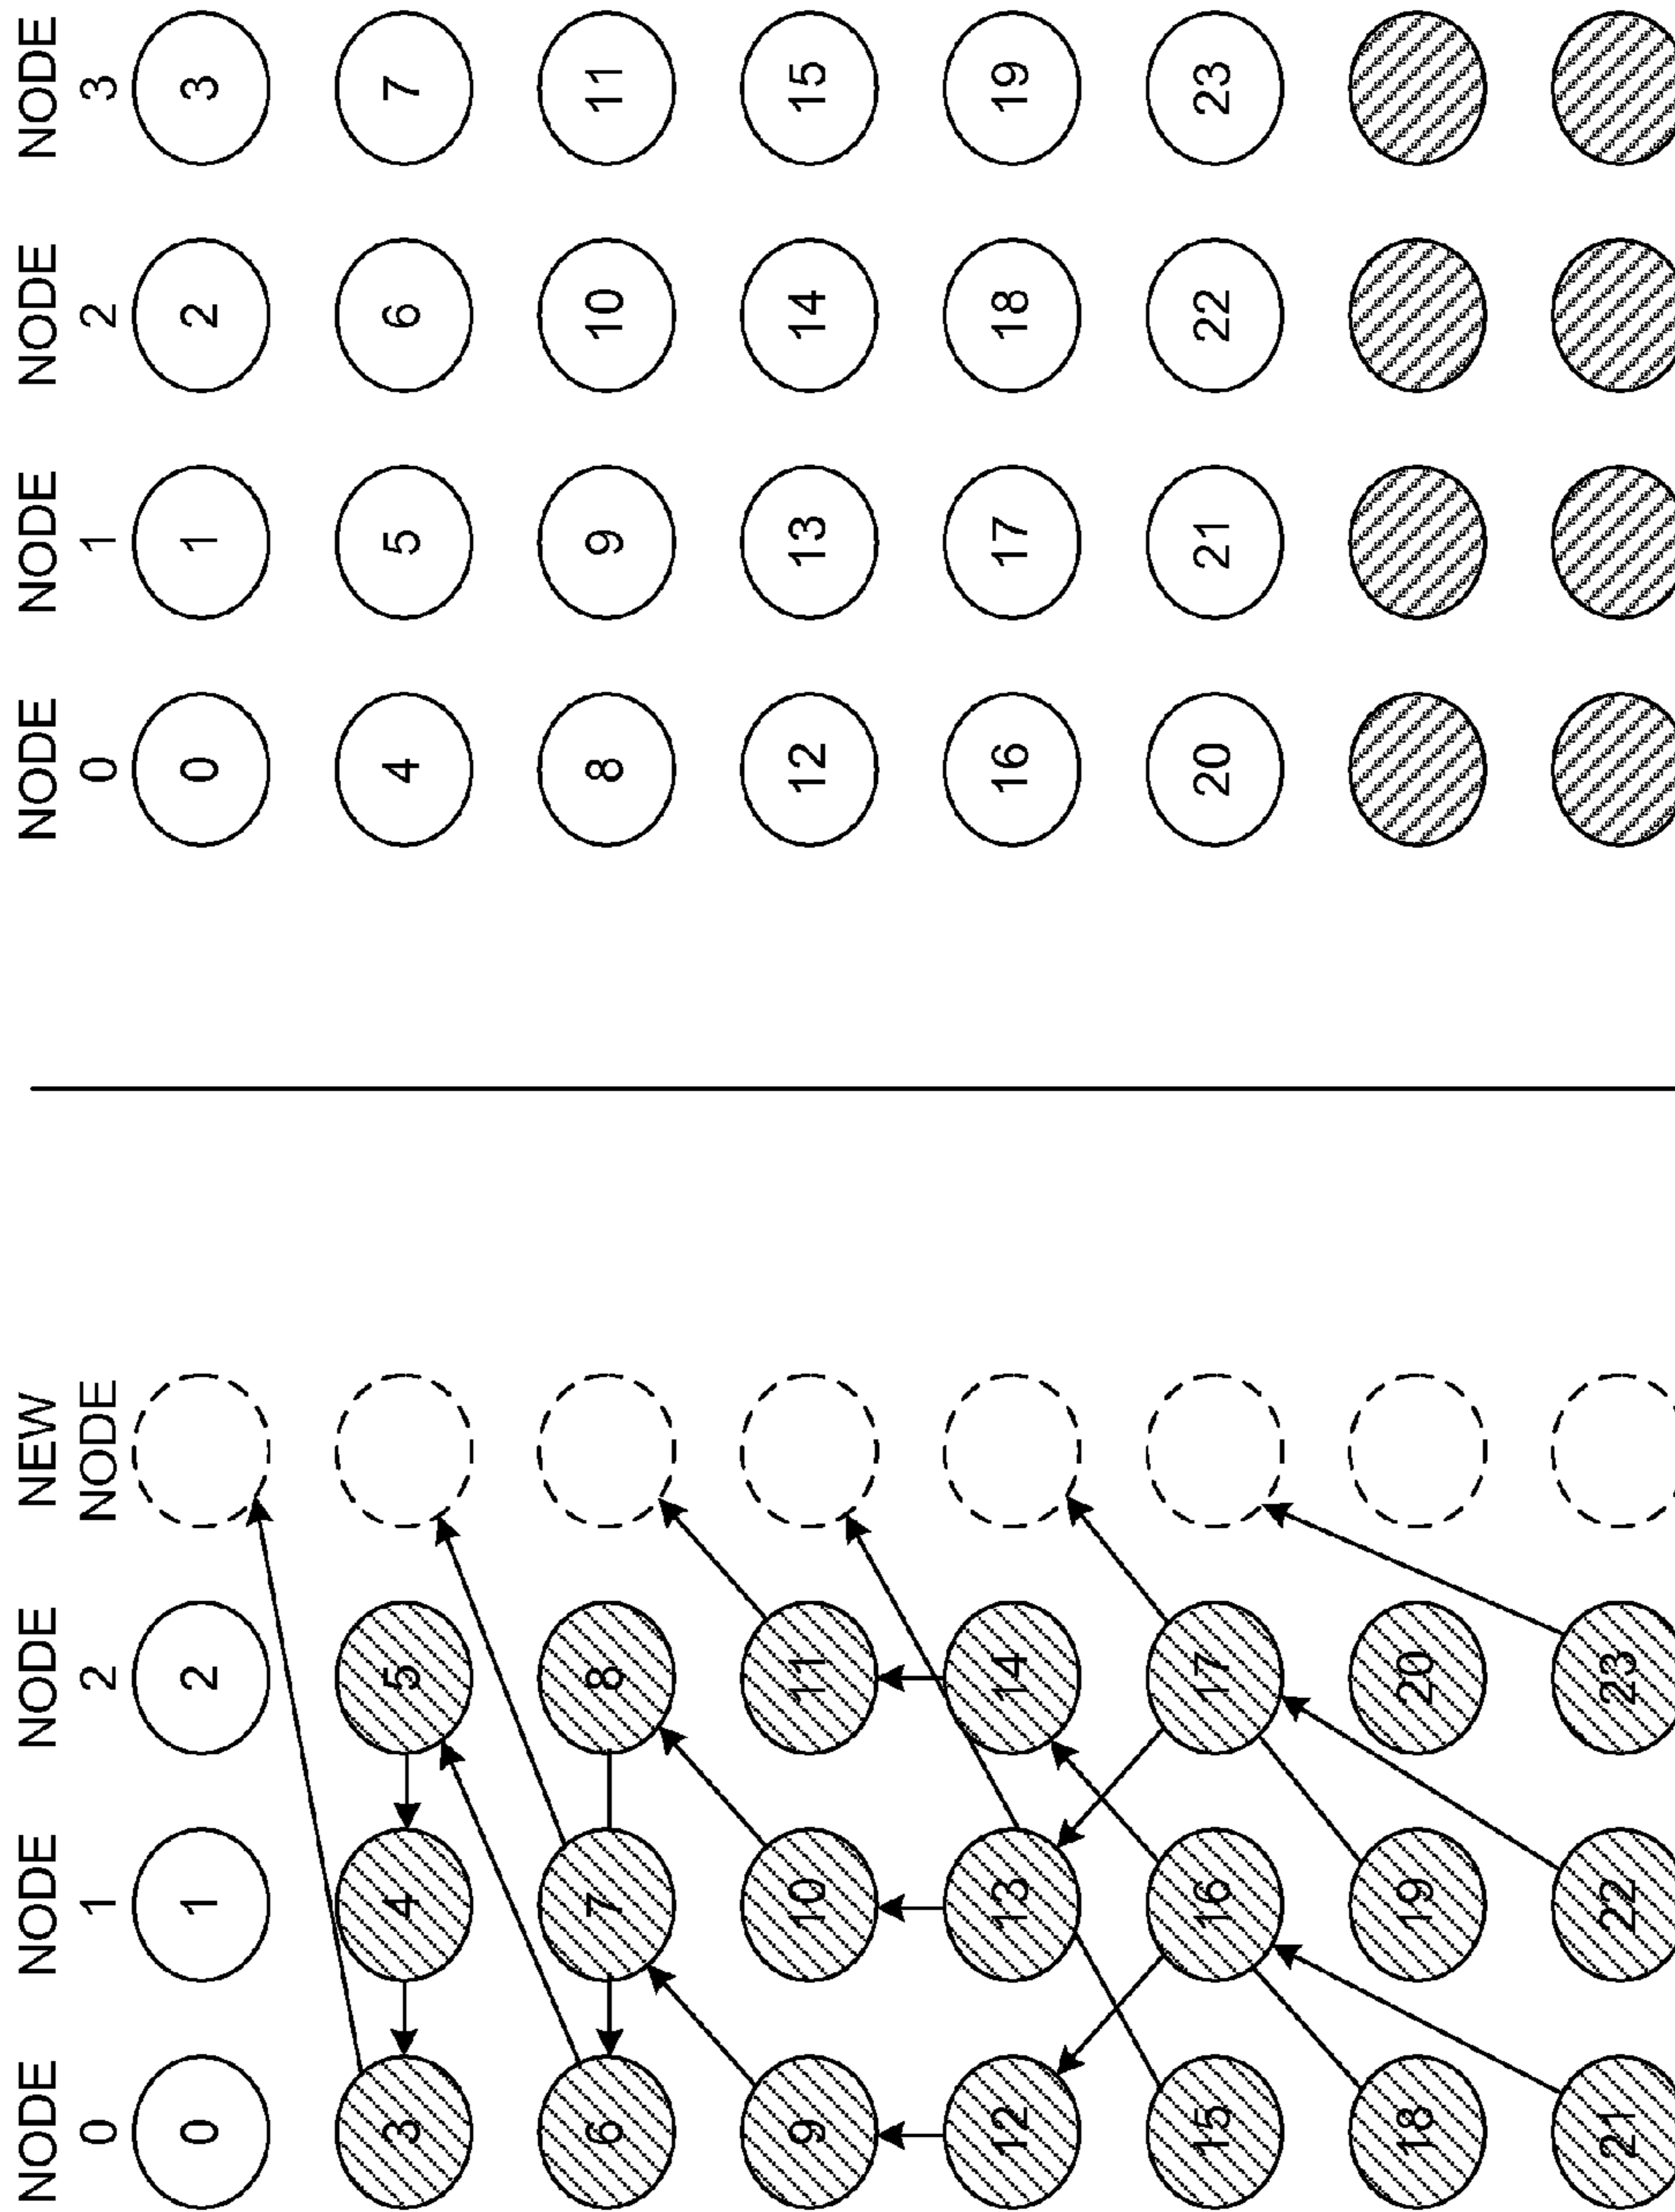 NODE NODE NODE NEW NODE NODE NODE NODE
0 1 2 NODE 0 1 2 3
0 1 2 0 1 2 3
3 4 5 4 5 6 7
6 7 8 8 9 10 11
9 10 11 12 13 14 15
12 13 14 16 17 18 19
15 16 17 20 21 22 23
18 19 20
21 22 23